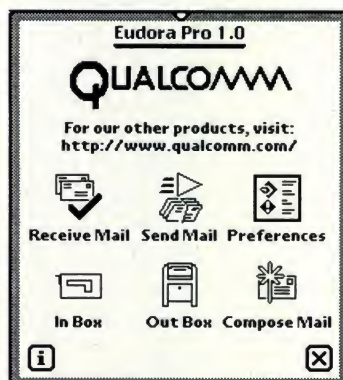 Eudora Pro 1.0
QUALCOMM
For our other products, visit:
http://www.qualcomm.com/
Receive Mail Send Mail Preferences
In Box Out Box Compose Mail
i